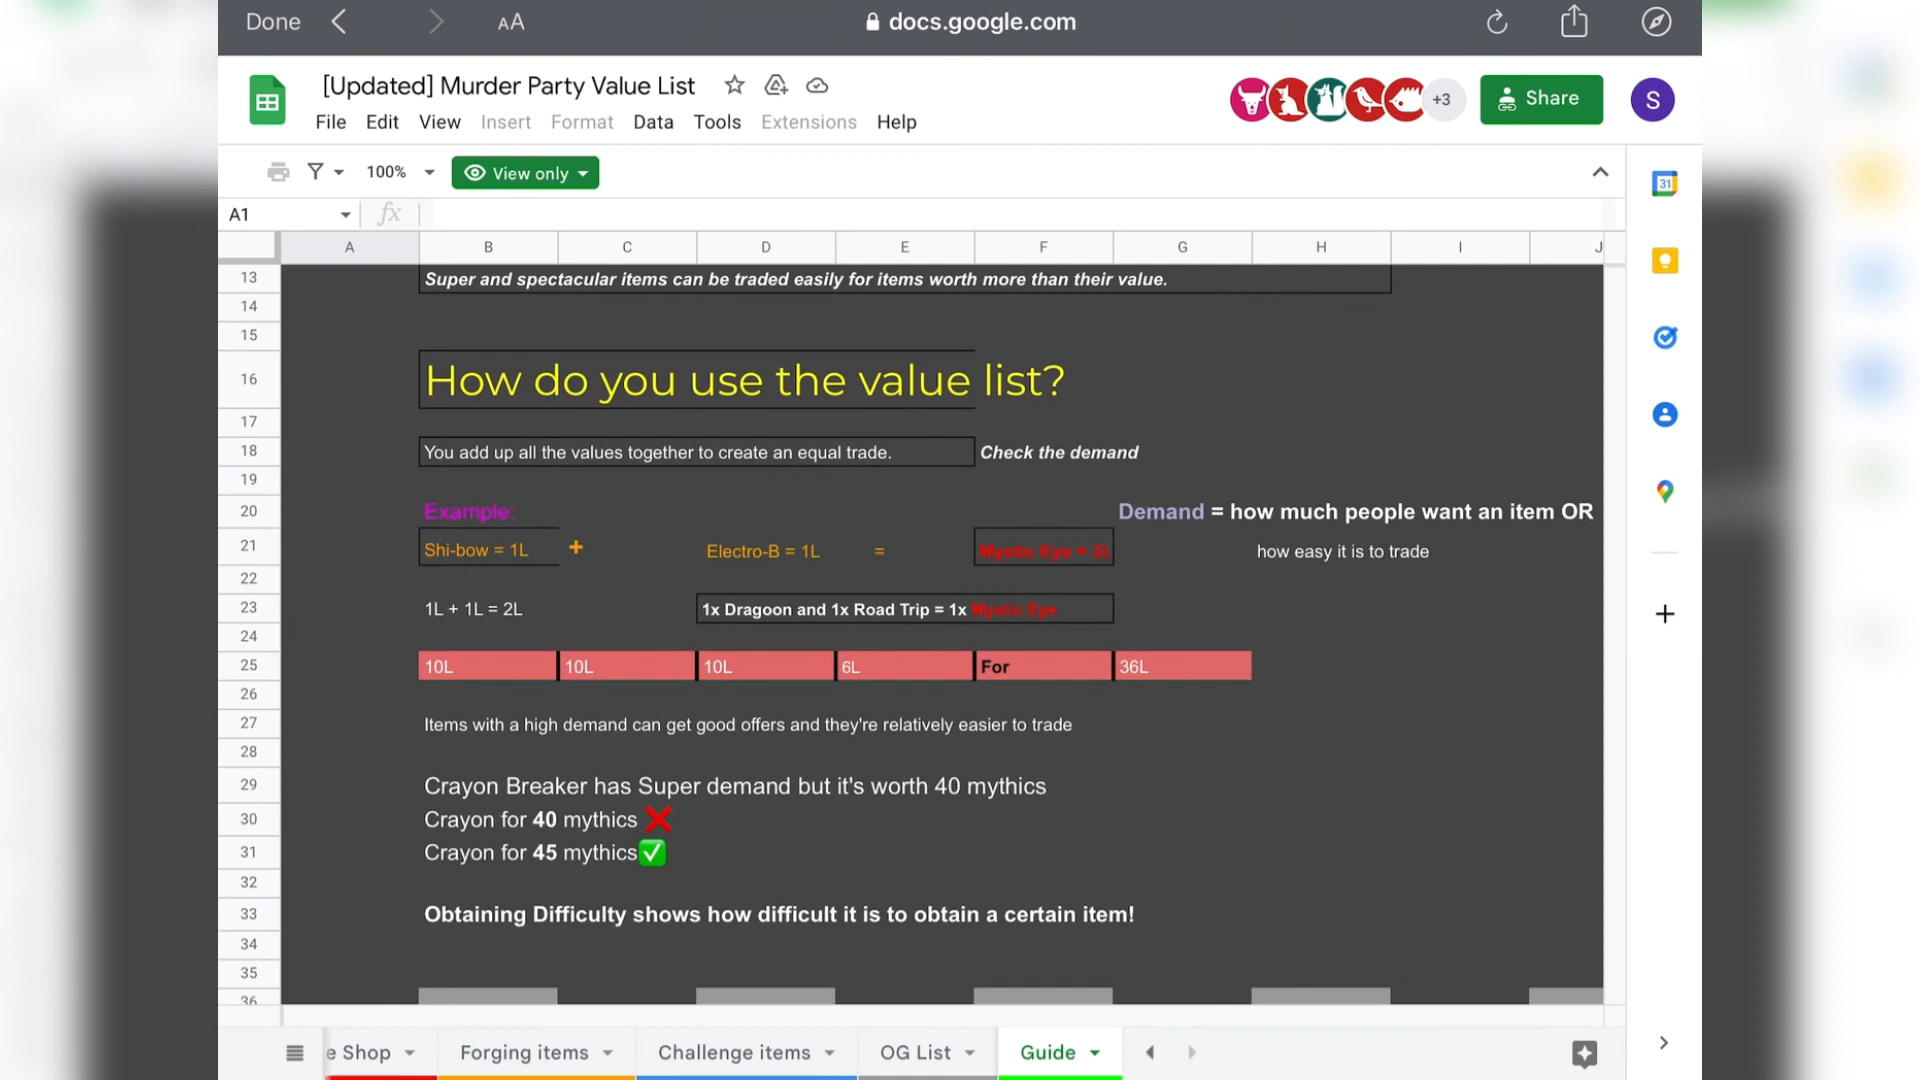 Done AA docs.google.com
[Updated] Murder Party Value List
+3 Share S
File Edit View Insert Format Data Tools Extensions Help
100% View only
31
A1 fx
A B C D E F G H I J
13 Super and spectacular items can be traded easily for items worth more than their value.
14
15
16 How do you use the value list?
17
18 You add up all the values together to create an equal trade. Check the demand
19
20 Example: Demand = how much people want an item OR
21 Shi-bow = 1L + Electro-B = 1L = Mystic Eye = 2L how easy it is to trade
22
23 1L + 1L = 2L 1x Dragoon and 1x Road Trip = 1x Mystic Eye
24
25 10L 10L 10L 6L For 36L
26
27 Items with a high demand can get good offers and they're relatively easier to trade
28
29 Crayon Breaker has Super demand but it's worth 40 mythics
30 Crayon for 40 mythics ❌
31 Crayon for 45 mythics✅
32
33 Obtaining Difficulty shows how difficult it is to obtain a certain item!
34
35
36
e Shop Forging items Challenge items OG List Guide